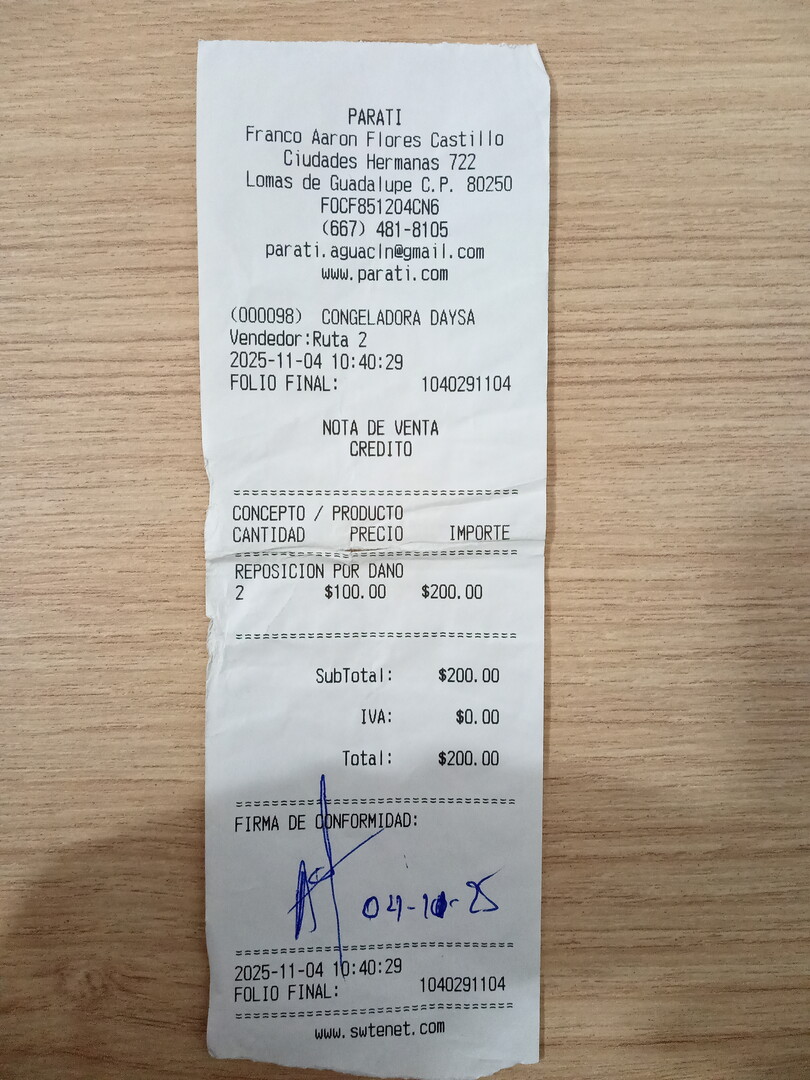 PARATI
Franco Aaron Flores Castillo
Ciudades Hermanas 722
Lomas de Guadalupe C.P. 80250
FOCF851204CN6
(667) 481-8105
parati.aguacln@gmail.com
www.parati.com
(000098) CONGELADORA DAYSA
Vendedor:Ruta 2
2025-11-04 10:40:29
FOLIO FINAL: 1040291104
NOTA DE VENTA
CREDITO
CONCEPTO / PRODUCTO
CANTIDAD PRECIO IMPORTE
REPOSICION POR DANO
2 $100.00 $200.00
SubTotal: $200.00
IVA: $0.00
Total: $200.00
FIRMA DE CONFORMIDAD:
2025-11-04 10:40:29
FOLIO FINAL: 1040291104
www.swtenet.com